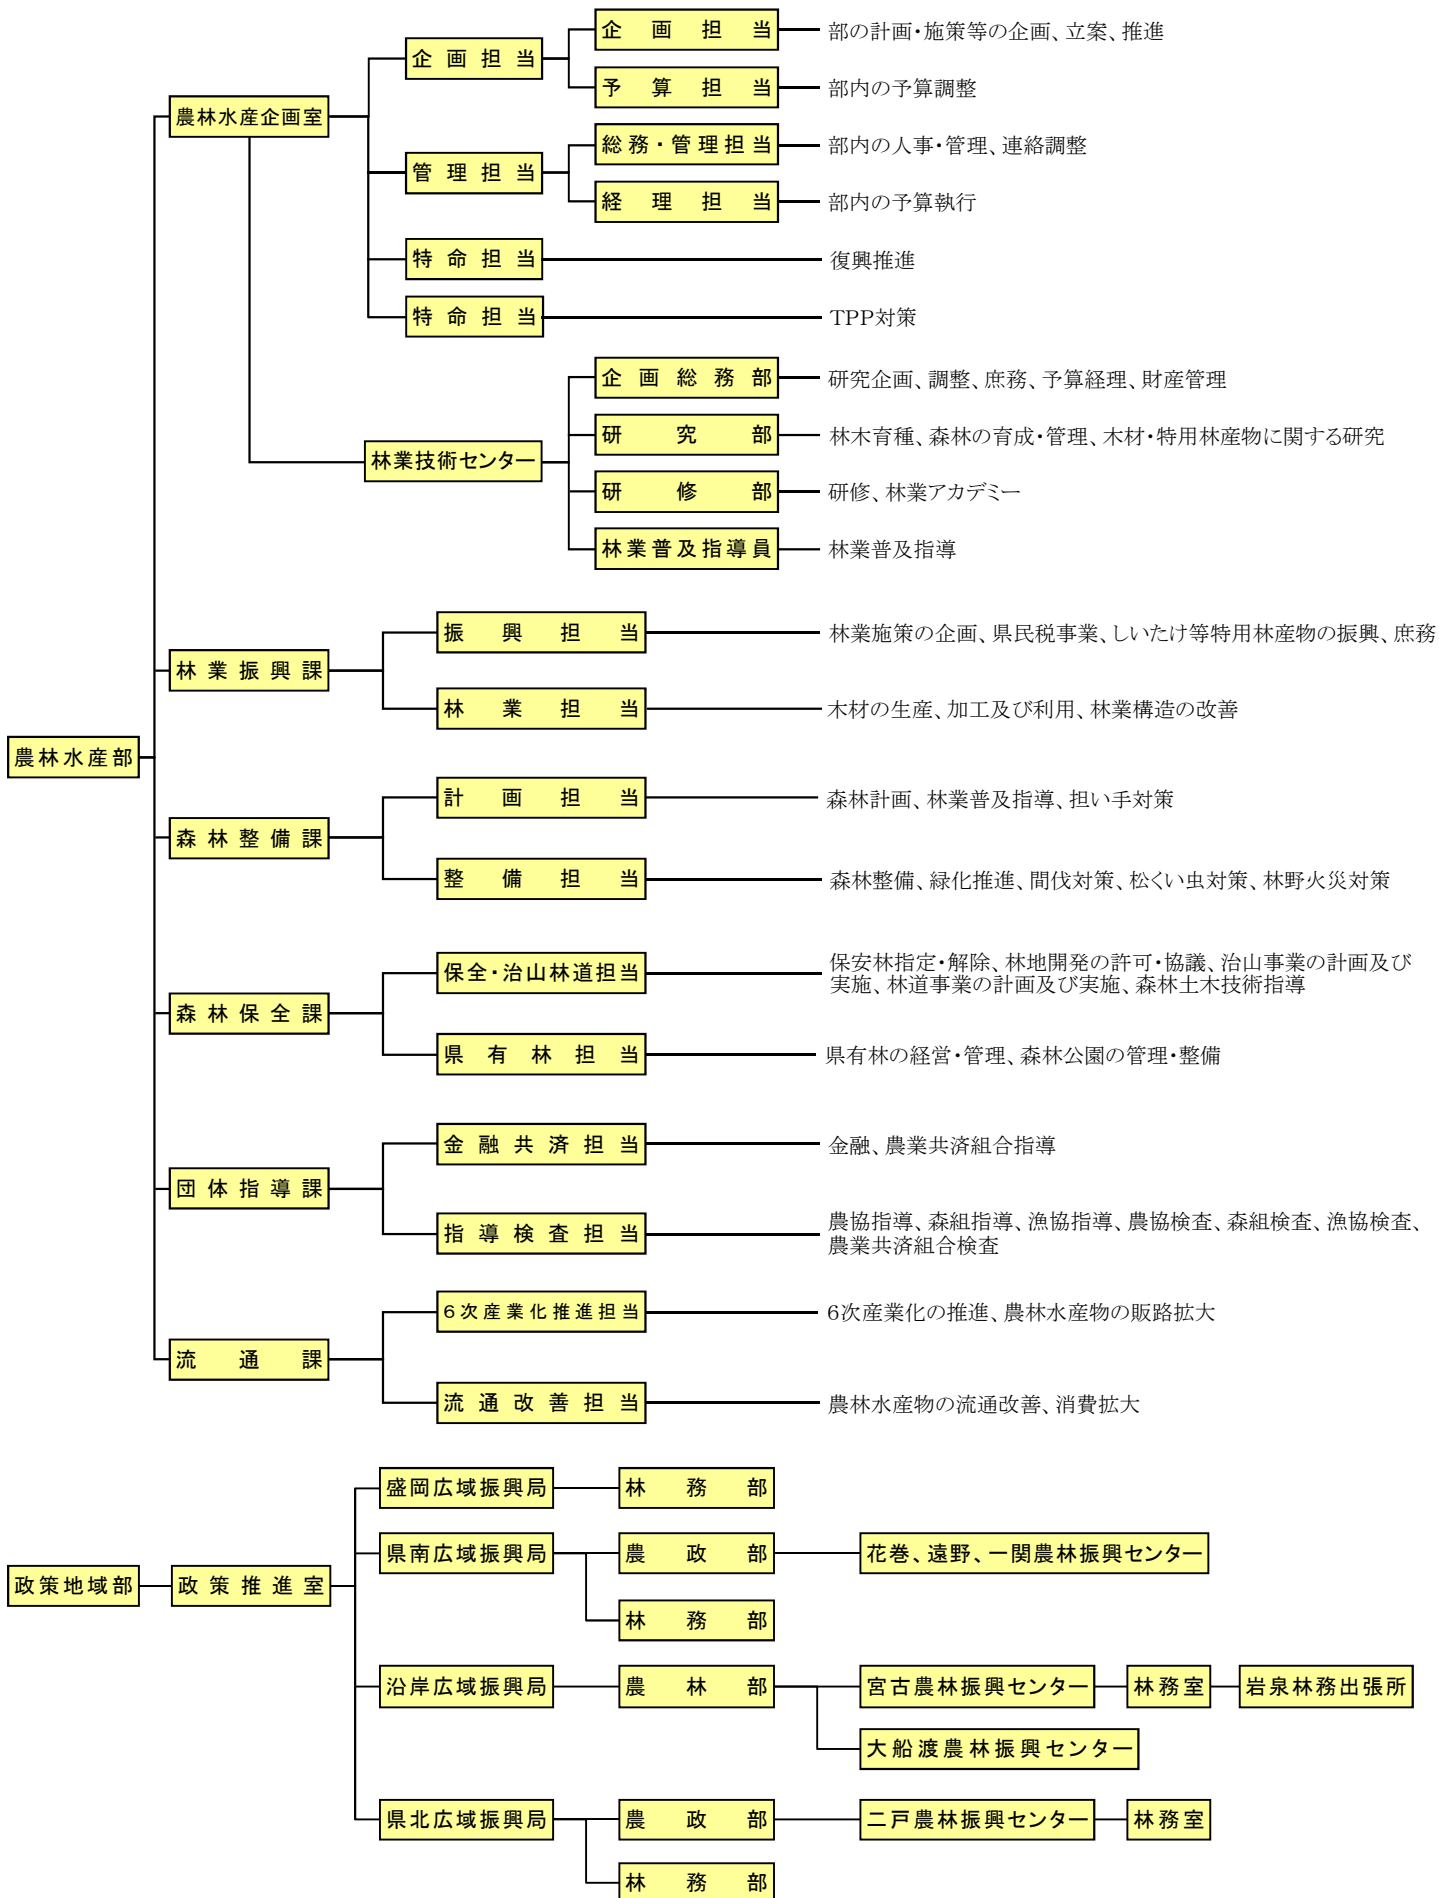 企画担当 部の計画・施策等の企画、立案、推進
企画担当
予算担当 部内の予算調整
農林水産企画室
総務・管理担当 部内の人事・管理、連絡調整
管理担当
経理担当 部内の予算執行
特命担当 復興推進
特命担当 TPP対策
企画総務部 研究企画、調整、庶務、予算経理、財産管理
研究部 林木育種、森林の育成・管理、木材・特用林産物に関する研究
林業技術センター
研修部 研修、林業アカデミー
林業普及指導員 林業普及指導
振興担当 林業施策の企画、県民税事業、しいたけ等特用林産物の振興、庶務
林業振興課
林業担当 木材の生産、加工及び利用、林業構造の改善
農林水産部
計画担当 森林計画、林業普及指導、担い手対策
森林整備課
整備担当 森林整備、緑化推進、間伐対策、松くい虫対策、林野火災対策
保全・治山林道担当 保安林指定・解除、林地開発の許可・協議、治山事業の計画及び
実施、林道事業の計画及び実施、森林土木技術指導
森林保全課
県有林担当 県有林の経営・管理、森林公園の管理・整備
金融共済担当 金融、農業共済組合指導
団体指導課
指導検査担当 農協指導、森組指導、漁協指導、農協検査、森組検査、漁協検査、
農業共済組合検査
6次産業化推進担当 6次産業化の推進、農林水産物の販路拡大
流通課
流通改善担当 農林水産物の流通改善、消費拡大
盛岡広域振興局 林務部
県南広域振興局 農政部 花巻、遠野、一関農林振興センター
政策地域部 政策推進室
林務部
沿岸広域振興局 農林部 宮古農林振興センター 林務室 岩泉林務出張所
大船渡農林振興センター
県北広域振興局 農政部 二戸農林振興センター 林務室
林務部